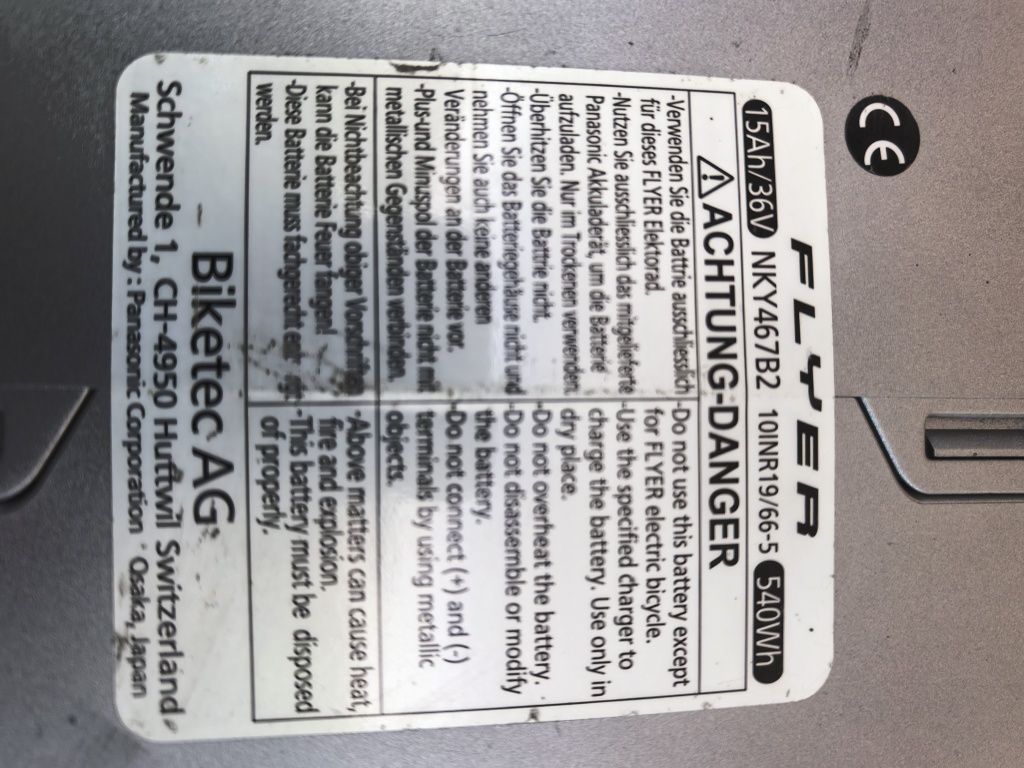 CE
FLYER
15Ah/36V NKY467B2 10INR19/66-5 540Wh
ACHTUNG-DANGER
-Verwenden Sie die Battrie ausschliesslich
für dieses FLYER Elektorad.
-Nutzen Sie ausschliesslich das mitgelieferte
Panasonic Akkuladerät, um die Batterie
aufzuladen. Nur im Trockenen verwenden.
-Überhitzen Sie die Battrie nicht.
-Öffnen Sie das Batteriegehäuse nicht und
nehmen Sie auch keine anderen
Veränderungen an der Batterie vor.
-Plus-und Minuspol der Batterie nicht mit
metallischen Gegenständen verbinden.
-Bei Nichtbeachtung obiger Vorschriften
kann die Batterie Feuer fangen!
-Diese Batterie muss fachgerecht
werden.
-Do not use this battery except
for FLYER electric bicycle.
-Use the specified charger to
charge the battery. Use only in
dry place.
-Do not overheat the battery.
-Do not disassemble or modify
the battery.
-Do not connect (+) and (-)
terminals by using metallic
objects.
-Above matters can cause heat,
fire and explosion.
-This battery must be disposed
of properly.
Biketec AG
Schwende 1, CH-4950 Huttwil Switzerland
Manufactured by : Panasonic Corporation Osaka, Japan